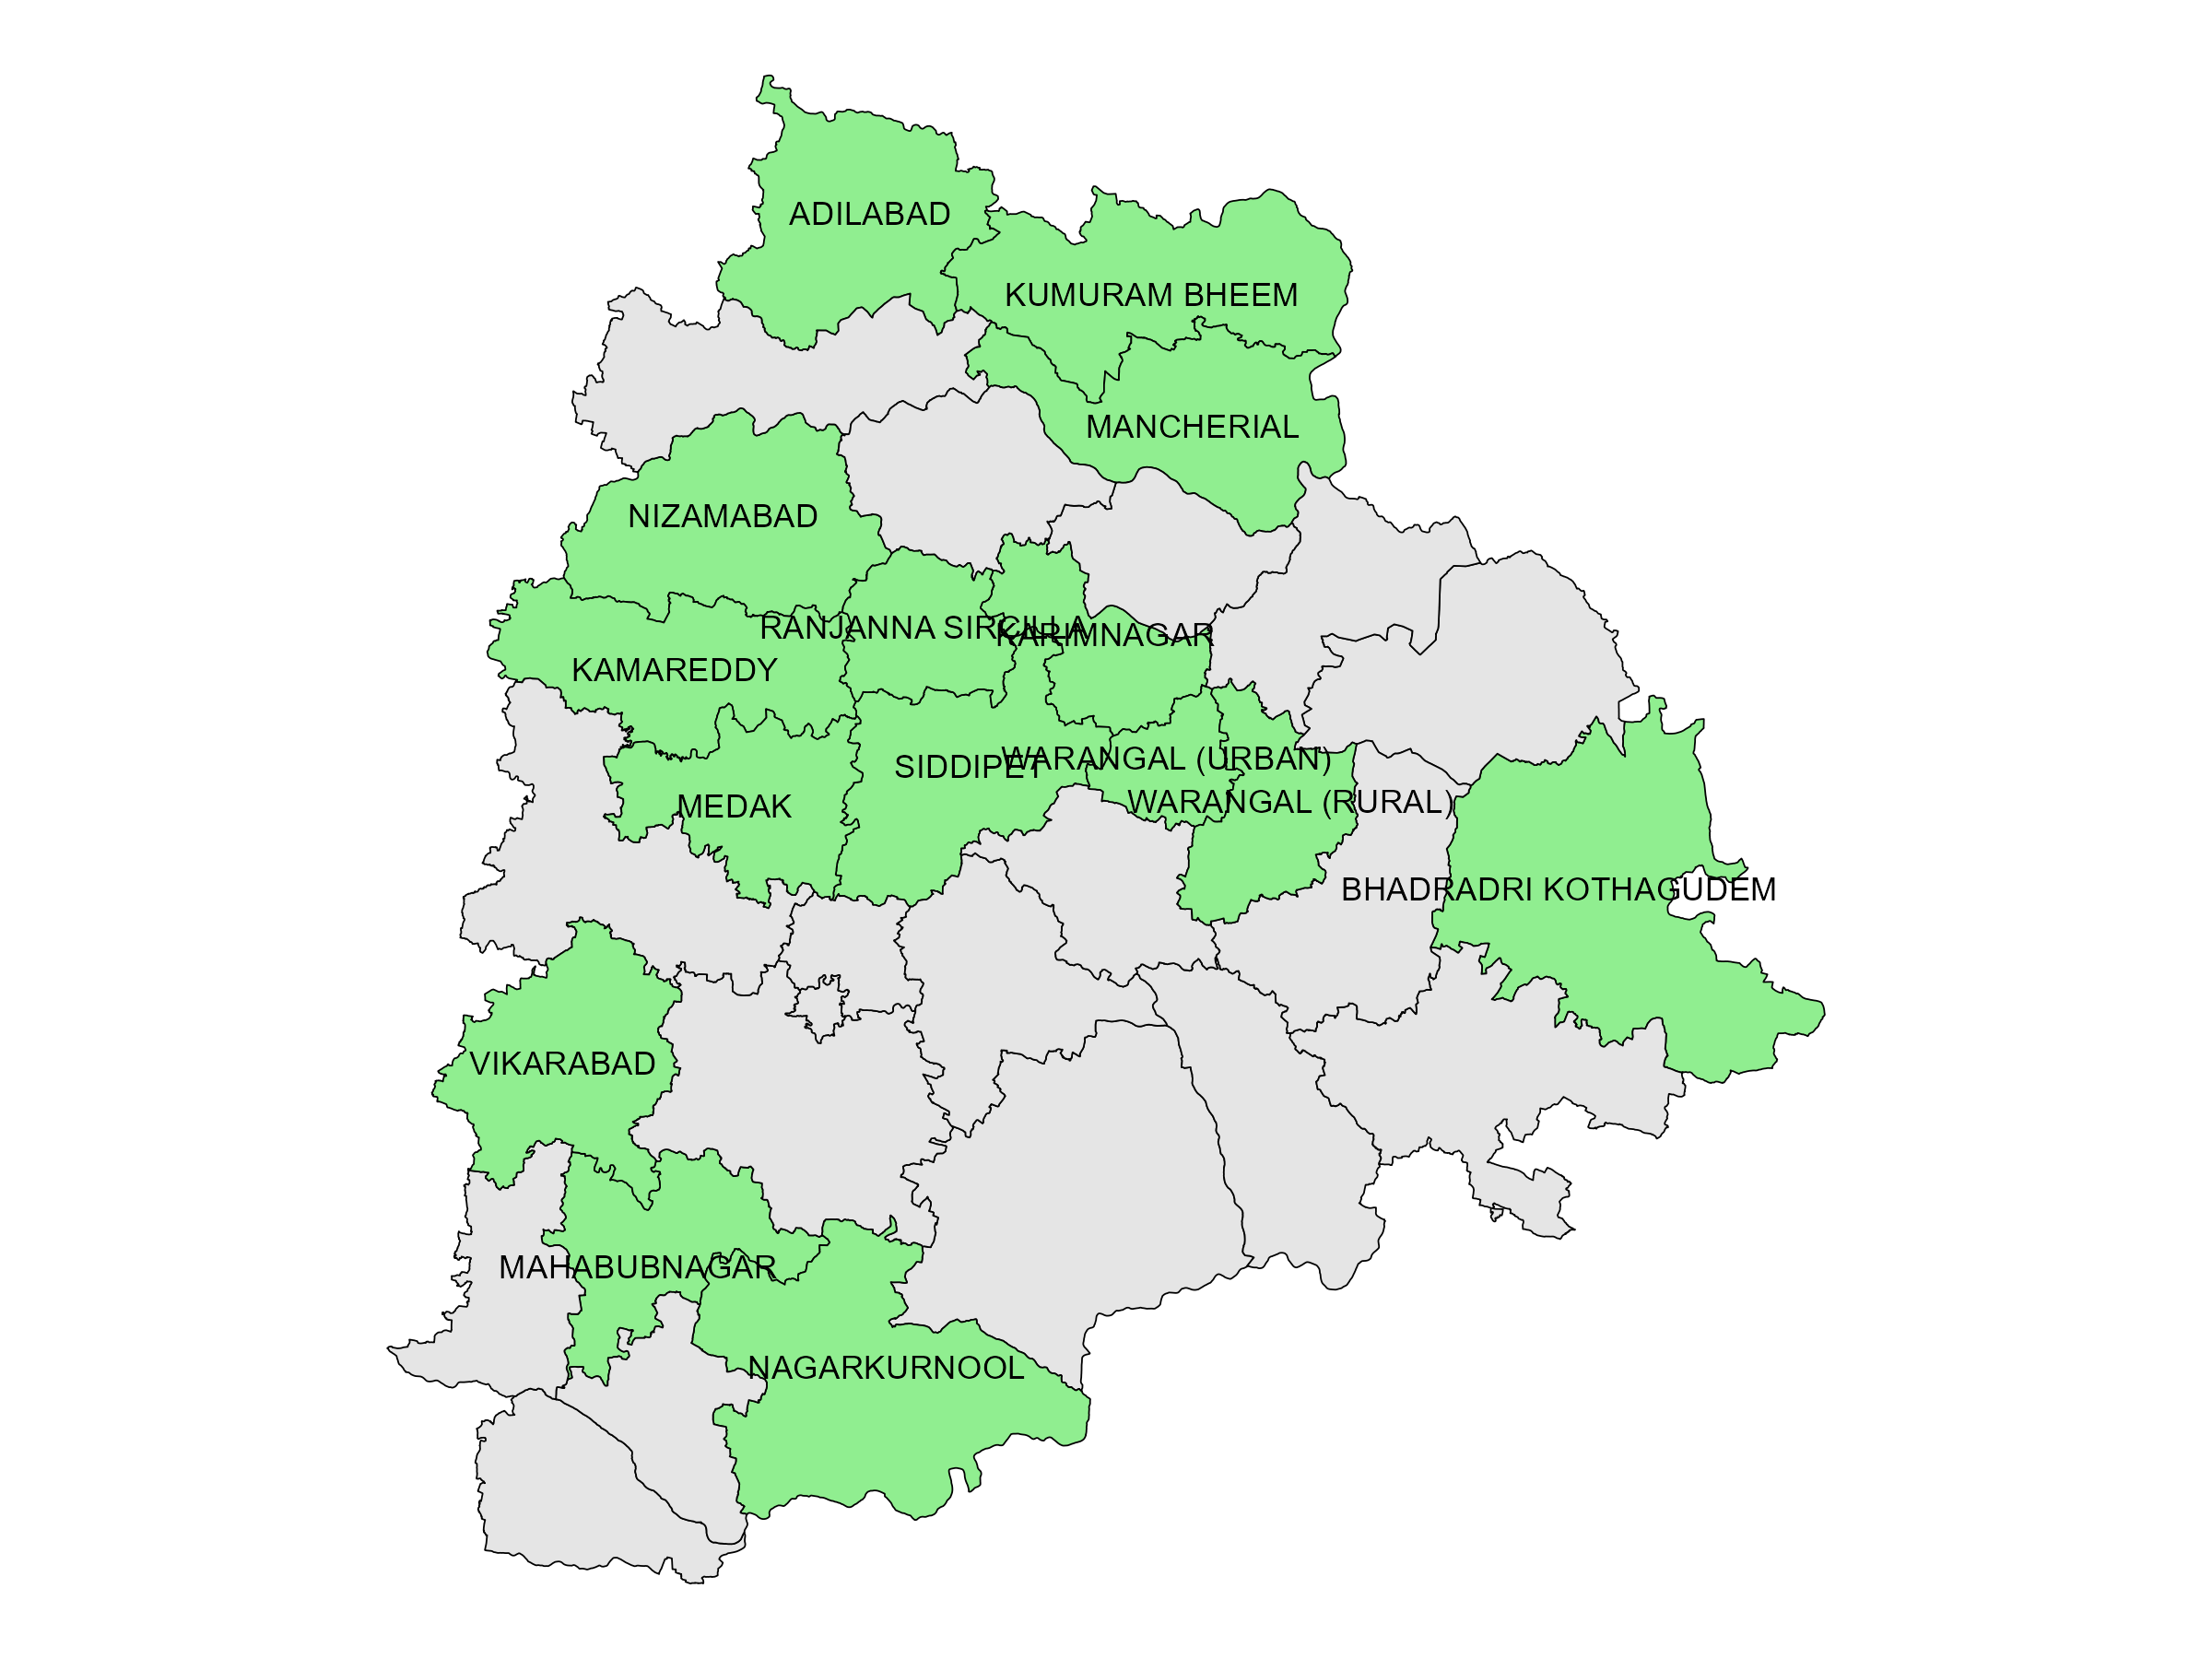 ADILABAD
KUMURAM BHEEM
MANCHERIAL
NIZAMABAD
RANJANNA SIRCILLA
KARIMNAGAR
KAMAREDDY
WARANGAL (URBAN)
SIDDIPET
WARANGAL (RURAL)
MEDAK
BHADRADRI KOTHAGUDEM
VIKARABAD
MAHABUBNAGAR
NAGARKURNOOL